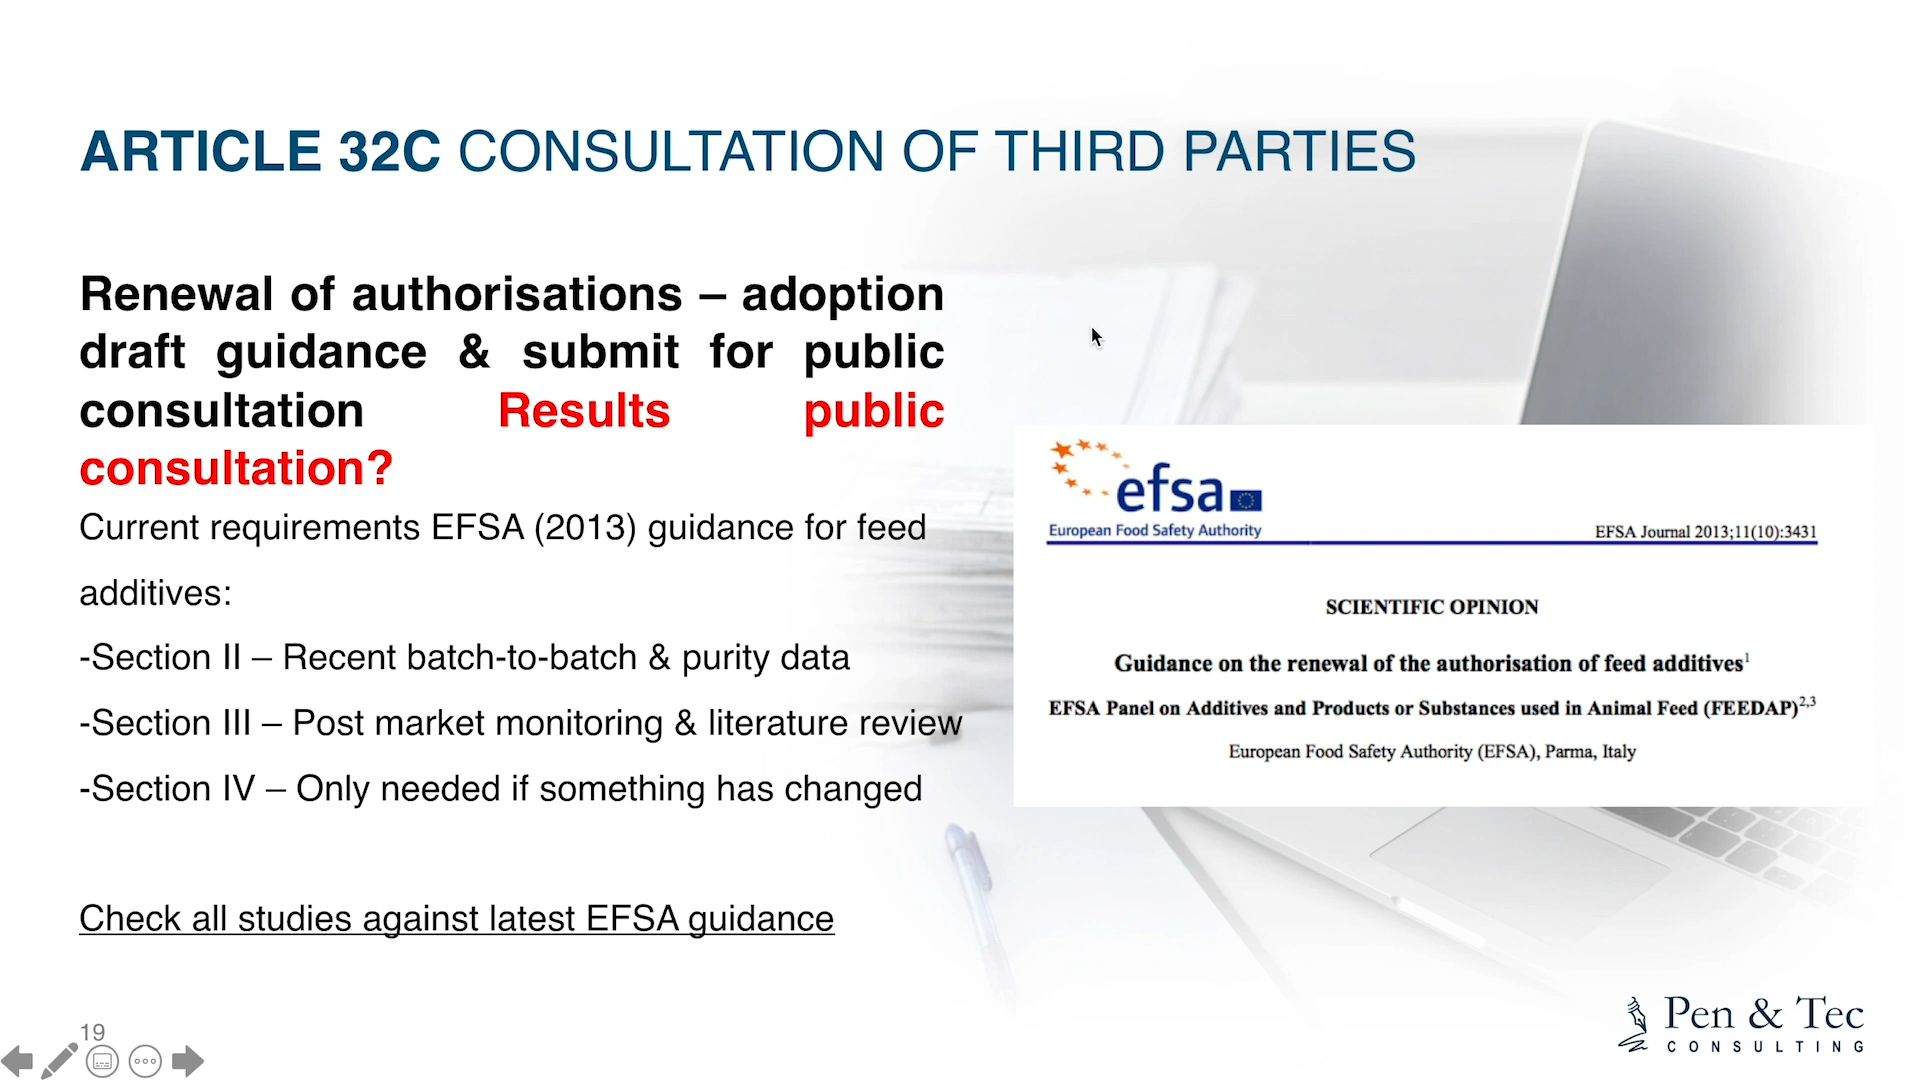 ARTICLE 32C CONSULTATION OF THIRD PARTIES
Renewal of authorisations – adoption
draft guidance & submit for public
consultation Results public
consultation?
Current requirements EFSA (2013) guidance for feed
additives:
-Section II – Recent batch-to-batch & purity data
-Section III – Post market monitoring & literature review
-Section IV – Only needed if something has changed
Check all studies against latest EFSA guidance
efsa
European Food Safety Authority
EFSA Journal 2013;11(10):3431
SCIENTIFIC OPINION
Guidance on the renewal of the authorisation of feed additives1
EFSA Panel on Additives and Products or Substances used in Animal Feed (FEEDAP)2,3
European Food Safety Authority (EFSA), Parma, Italy
19
Pen & Tec
CONSULTING